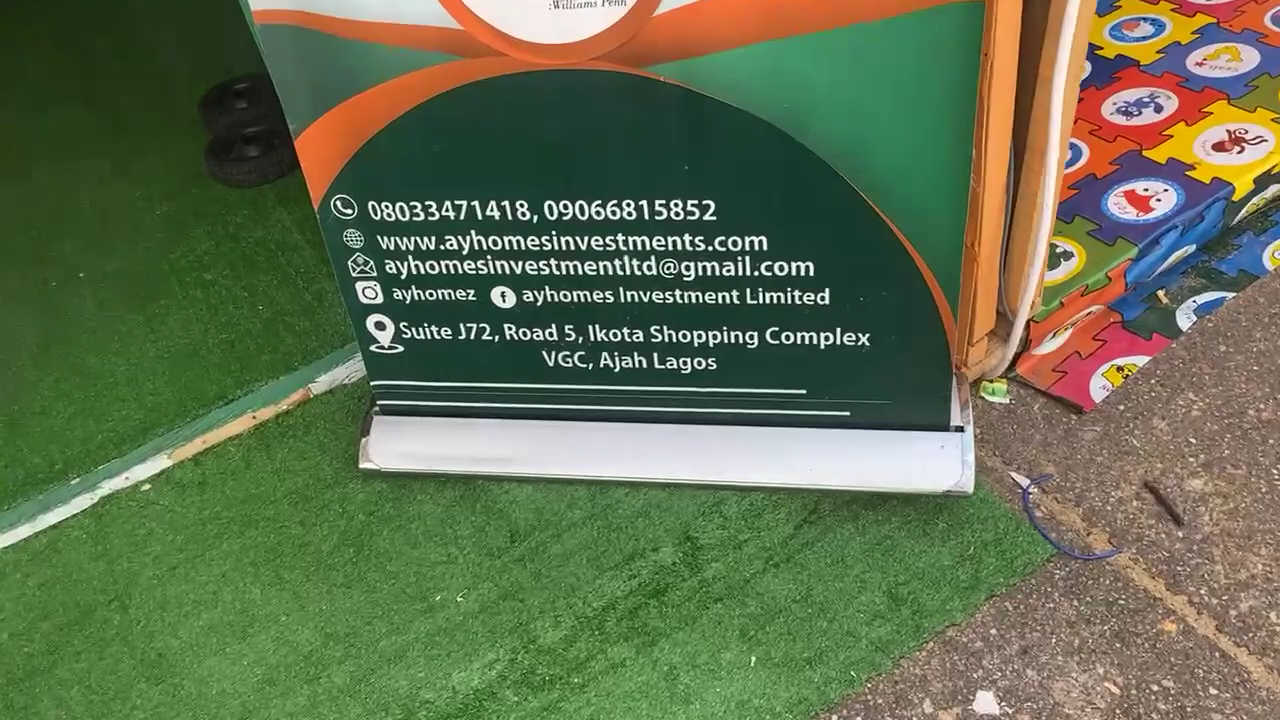 :Williams Penn
08033471418, 09066815852
www.ayhomesinvestments.com
ayhomesinvestmentltd@gmail.com
ayhomez ayhomes Investment Limited
Suite J72, Road 5, Ikota Shopping Complex
VGC, Ajah Lagos